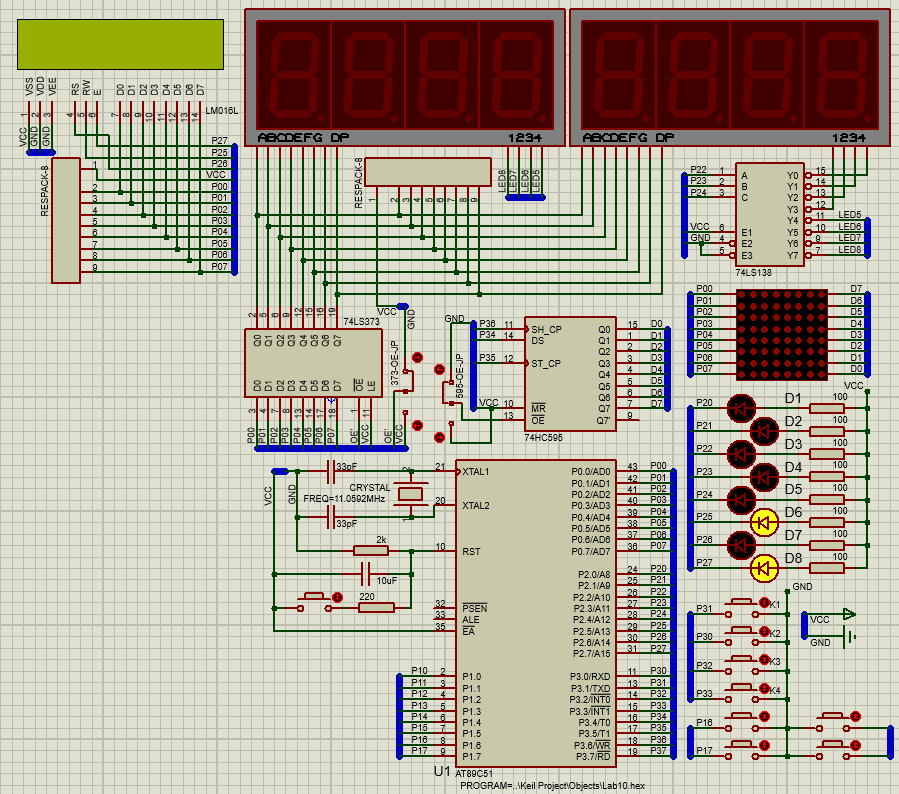 VSS VDD VEE RS RW E D0 D1 D2 D3 D4 D5 D6 D7
1 2 3 4 5 6 7 8 9 10 11 12 13 14
LM016L
VCC GND GND
P27
P25
P26
VCC
P00
P01
P02
P03
P04
P05
P06
P07
RESPACK-8
1
2
3
4
5
6
7
8
9
ABCDEFG DP 1234
ABCDEFG DP 1234
RESPACK-8
1 2 3 4 5 6 7 8 9
LED8 LED7 LED6 LED5
P22 1 A Y0 15
P23 2 B Y1 14
P24 3 C Y2 13
Y3 12
Y4 11 LED5
VCC 6 E1 Y5 10 LED6
GND 4 E2 Y6 9 LED7
5 E3 Y7 7 LED8
74LS138
2 5 6 9 12 15 16 19
74LS373
Q0 Q1 Q2 Q3 Q4 Q5 Q6 Q7
D0 D1 D2 D3 D4 D5 D6 D7 OE LE
3 4 7 8 13 14 17 18 1 11
P00 P01 P02 P03 P04 P05 P06 P07 OE' VCC OE' VCC
VCC
GND
373-OE-JP
GND
595-OE-JP
P36 11 SH_CP Q0 15 D0
P34 14 DS Q1 1 D1
Q2 2 D2
P35 12 ST_CP Q3 3 D3
Q4 4 D4
Q5 5 D5
Q6 6 D6
VCC 10 MR Q7 7 D7
13 OE Q7' 9
74HC595
P00 D7
P01 D6
P02 D5
P03 D4
P04 D3
P05 D2
P06 D1
P07 D0
VCC
P20 D1 100
P21 D2 100
P22 D3 100
P23 D4 100
P24 D5 100
P25 D6 100
P26 D7 100
P27 D8 100
VCC
GND
33pF
CRYSTAL
FREQ=11.0592MHz
33pF
2
1
2k
10uF
220
21 XTAL1
20 XTAL2
10 RST
32 PSEN
33 ALE
35 EA
P10 2 P1.0
P11 3 P1.1
P12 4 P1.2
P13 5 P1.3
P14 6 P1.4
P15 7 P1.5
P16 8 P1.6
P17 9 P1.7
P0.0/AD0 43 P00
P0.1/AD1 42 P01
P0.2/AD2 41 P02
P0.3/AD3 40 P03
P0.4/AD4 39 P04
P0.5/AD5 38 P05
P0.6/AD6 37 P06
P0.7/AD7 36 P07
P2.0/A8 24 P20
P2.1/A9 25 P21
P2.2/A10 26 P22
P2.3/A11 27 P23
P2.4/A12 28 P24
P2.5/A13 29 P25
P2.6/A14 30 P26
P2.7/A15 31 P27
P3.0/RXD 11 P30
P3.1/TXD 13 P31
P3.2/INT0 14 P32
P3.3/INT1 15 P33
P3.4/T0 16 P34
P3.5/T1 17 P35
P3.6/WR 18 P36
P3.7/RD 19 P37
U1
AT89C51
PROGRAM=..\Keil Project\Objects\Lab10.hex
GND
P31 K1
P30 K2
P32 K3
P33 K4
P16
P17
VCC
GND